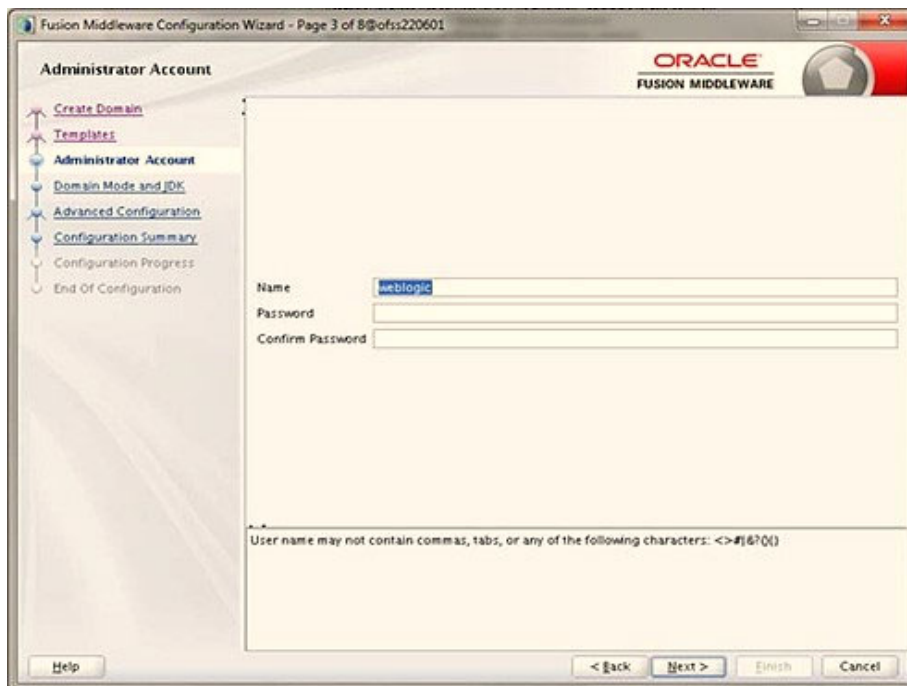 Fusion Middleware Configuration Wizard - Page 3 of 8@ofss220601
Administrator Account
ORACLE
FUSION MIDDLEWARE
Create Domain
Templates
Administrator Account
Domain Mode and JDK
Advanced Configuration
Configuration Summary
Configuration Progress
End Of Configuration
Name weblogic
Password
Confirm Password
User name may not contain commas, tabs, or any of the following characters: <>#|&?(){}
Help
< Back
Next >
Finish
Cancel